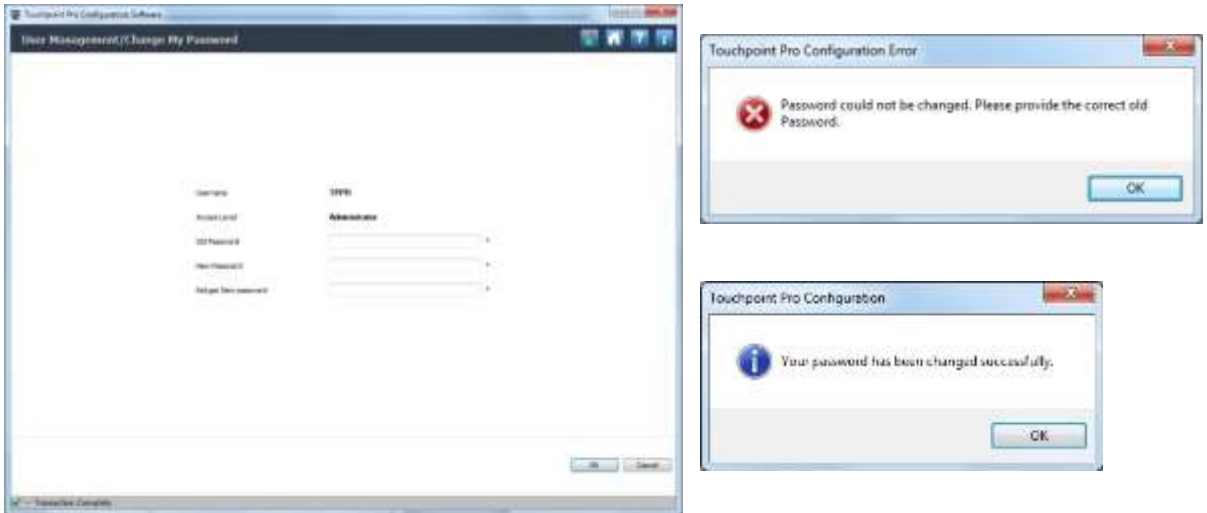 Touchpoint Pro Configuration Software
User Management/Change My Password
Username
Access Level
Administrator
Old Password
*
New Password
*
Retype New password
*
OK
Cancel
Transaction Complete
Touchpoint Pro Configuration Error
Password could not be changed. Please provide the correct old
Password.
OK
Touchpoint Pro Configuration
Your password has been changed successfully.
OK